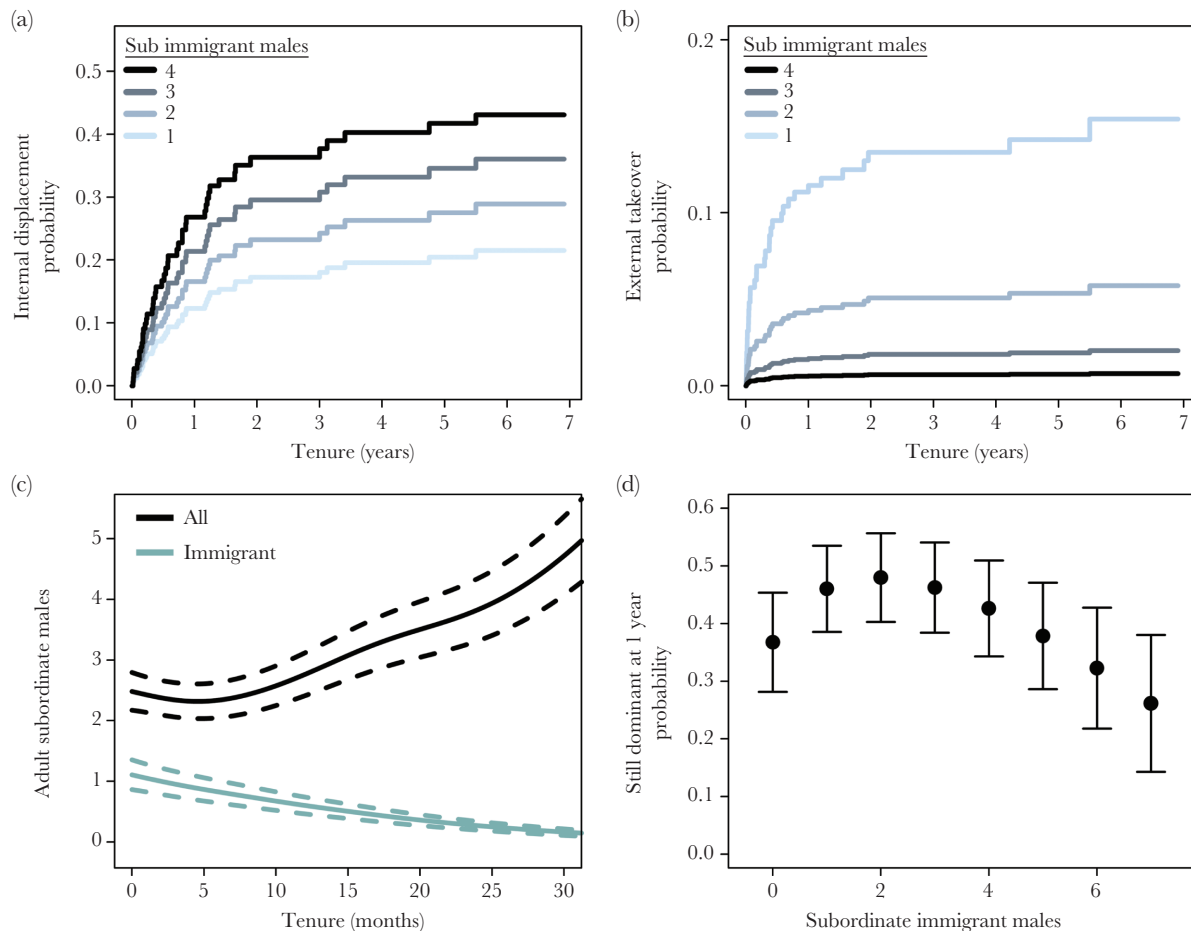 (a)
Sub immigrant males
4
3
2
1
0.5
0.4
0.3
0.2
0.1
0.0
Internal displacement
probability
0 1 2 3 4 5 6 7
Tenure (years)
(b)
Sub immigrant males
4
3
2
1
0.2
0.1
0.0
External takeover
probability
0 1 2 3 4 5 6 7
Tenure (years)
(c)
All
Immigrant
5
4
3
2
1
0
Adult subordinate males
0 5 10 15 20 25 30
Tenure (months)
(d)
0.6
0.5
0.4
0.3
0.2
0.1
0.0
Still dominant at 1 year
probability
0 2 4 6
Subordinate immigrant males